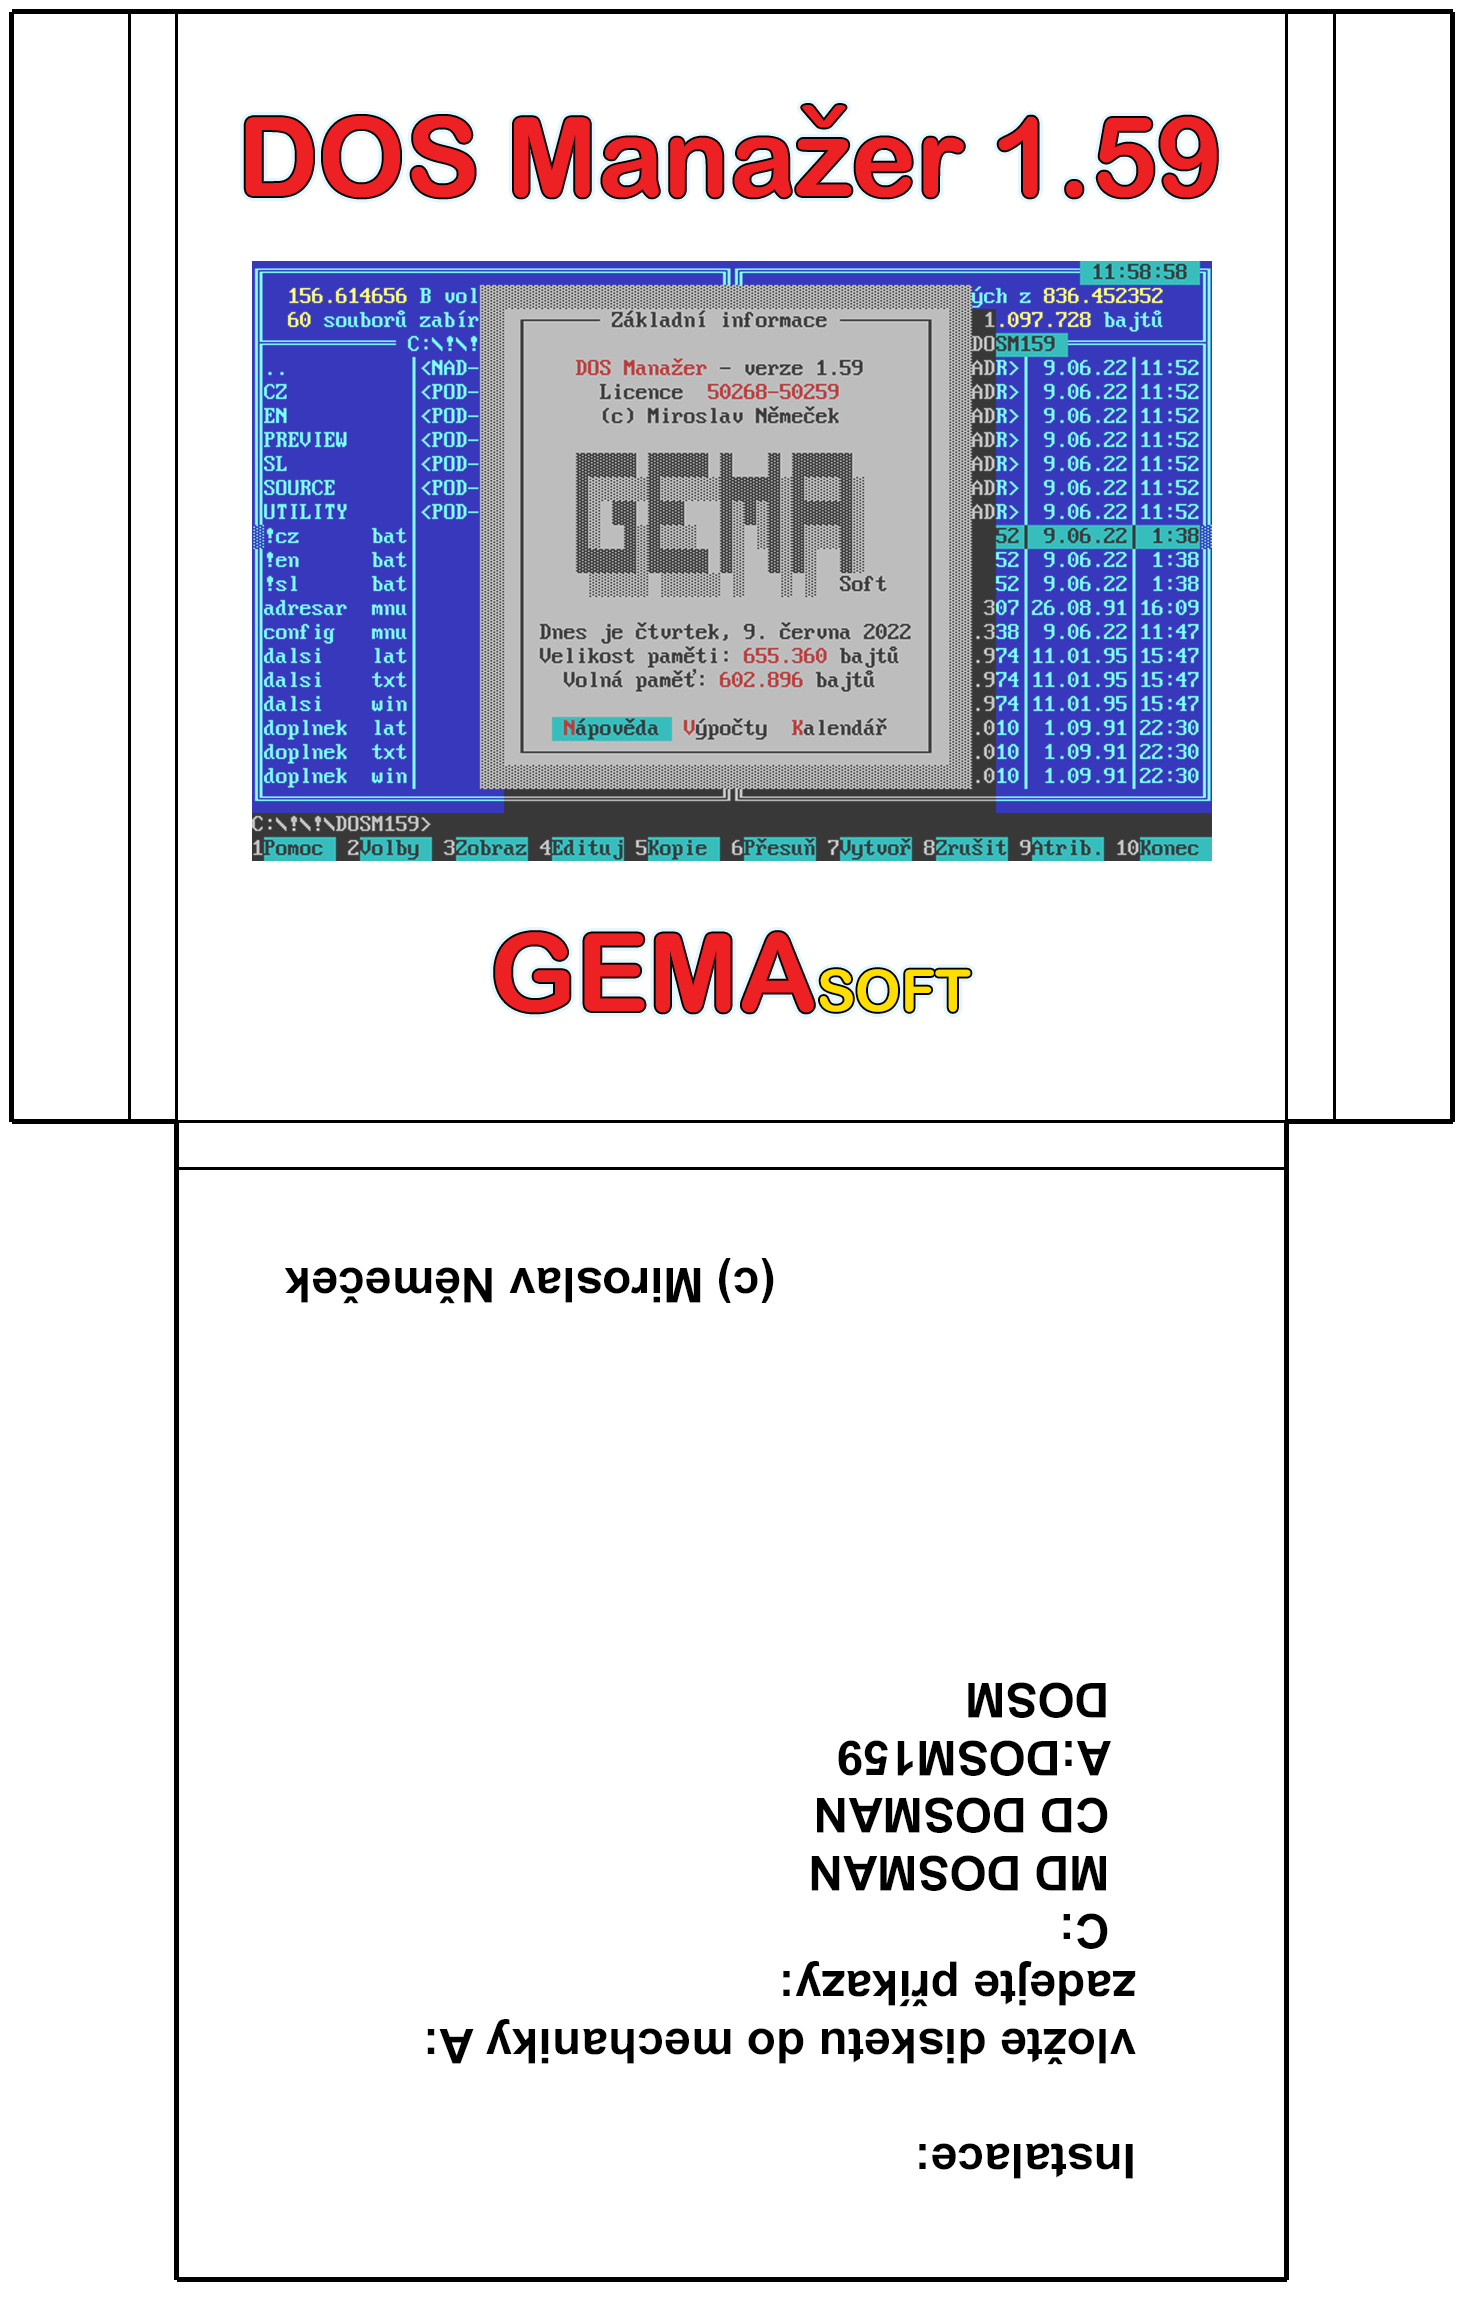 DOS Manažer 1.59
11:58:58
156.614656 B vol ých z 836.452352
60 souborů zabír 1.097.728 bajtů
C:\!\! DOSM159
Základní informace
DOS Manažer - verze 1.59
Licence 50268-50259
(c) Miroslav Němeček
GEMA
Soft
Dnes je čtvrtek, 9. června 2022
Velikost paměti: 655.360 bajtů
Volná paměť: 602.896 bajtů
Nápověda Výpočty Kalendář
.. <NAD- ADR> 9.06.22 11:52
CZ <POD- ADR> 9.06.22 11:52
EN <POD- ADR> 9.06.22 11:52
PREVIEW <POD- ADR> 9.06.22 11:52
SL <POD- ADR> 9.06.22 11:52
SOURCE <POD- ADR> 9.06.22 11:52
UTILITY <POD- ADR> 9.06.22 11:52
!cz bat 52 9.06.22 1:38
!en bat 52 9.06.22 1:38
!sl bat 52 9.06.22 1:38
adresar mnu 307 26.08.91 16:09
config mnu .338 9.06.22 11:47
dalsi lat .974 11.01.95 15:47
dalsi txt .974 11.01.95 15:47
dalsi win .974 11.01.95 15:47
doplnek lat .010 1.09.91 22:30
doplnek txt .010 1.09.91 22:30
doplnek win .010 1.09.91 22:30
C:\!\!\DOSM159>
1Pomoc 2Volby 3Zobraz 4Edituj 5Kopie 6Přesuň 7Vytvoř 8Zrušit 9Atrib. 10Konec
GEMASOFT
Instalace:
vložte disketu do mechaniky A:
zadejte příkazy:
C:
MD DOSMAN
CD DOSMAN
A:DOSM159
DOSM
(c) Miroslav Němeček